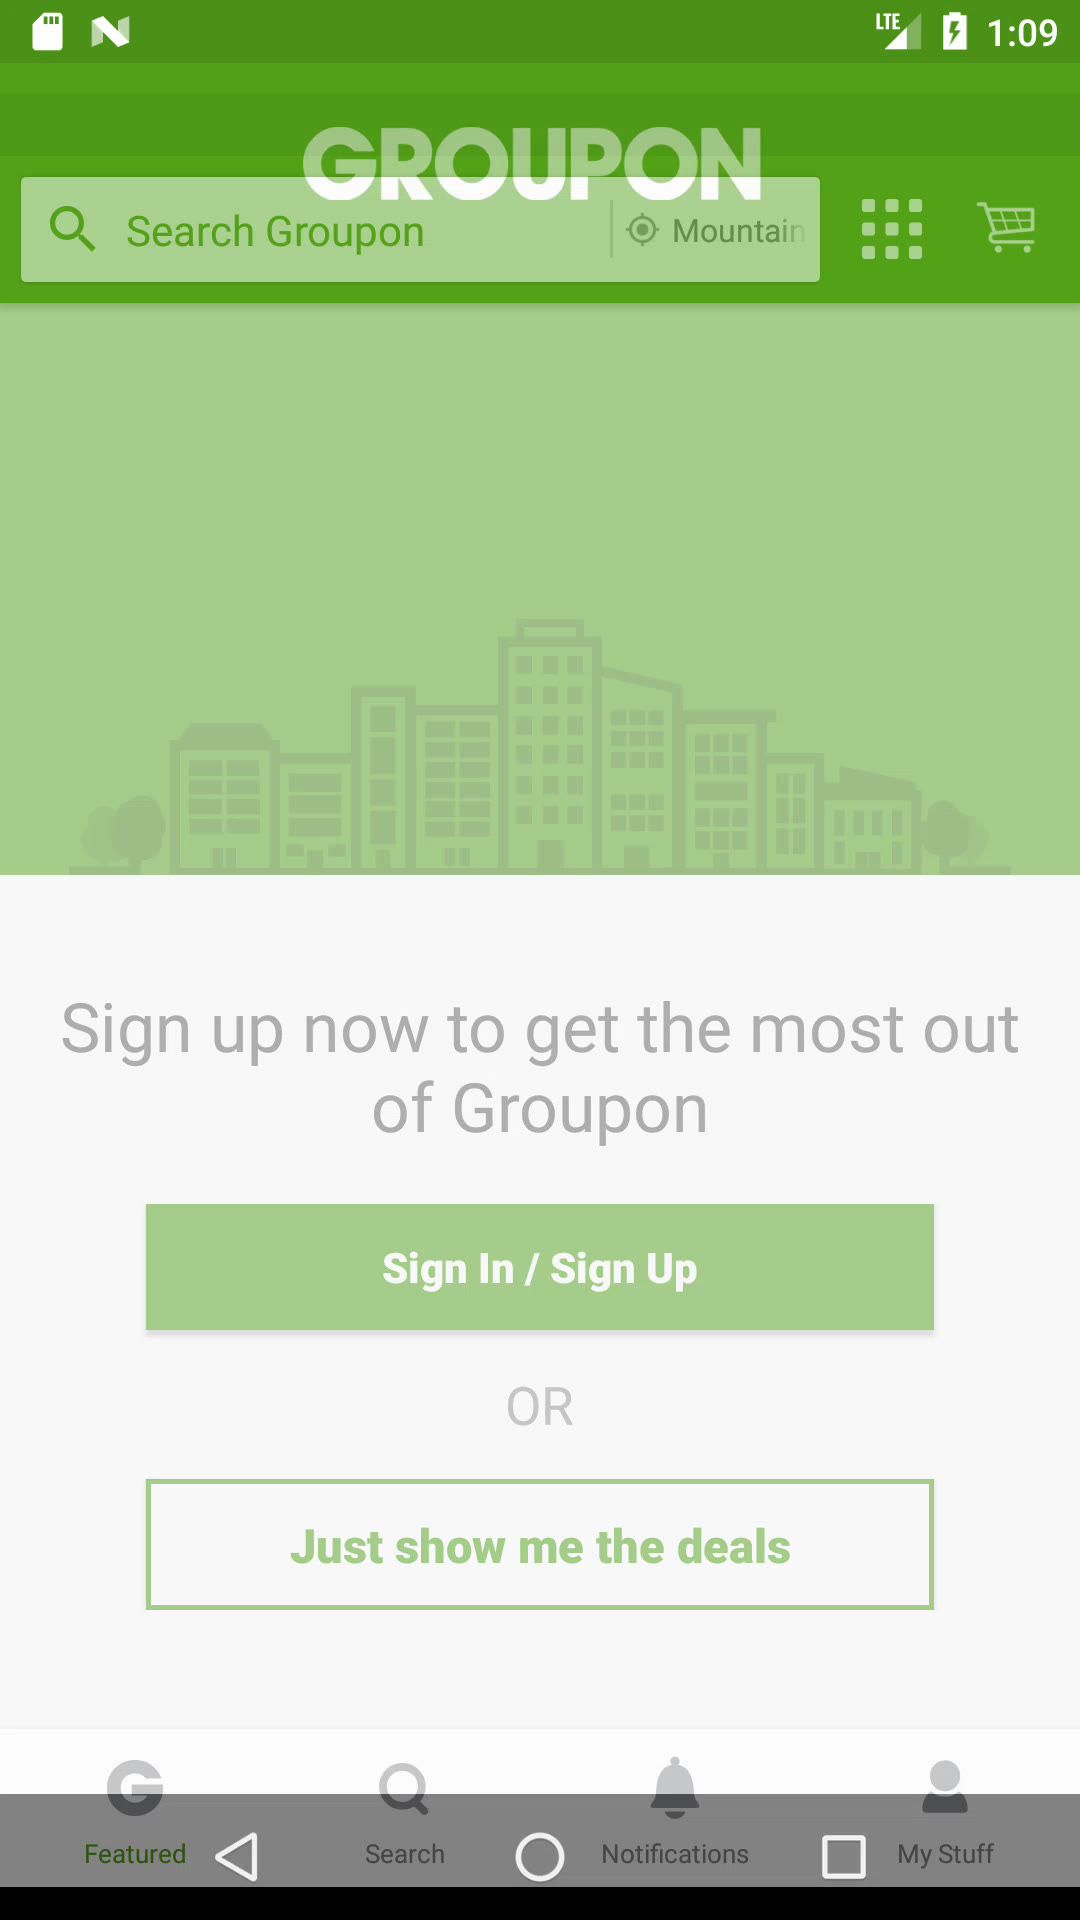 LTE 1:09
GROUPON
Search Groupon
Mountain
Sign up now to get the most out
of Groupon
Sign In / Sign Up
OR
Just show me the deals
Featured
Search
Notifications
My Stuff